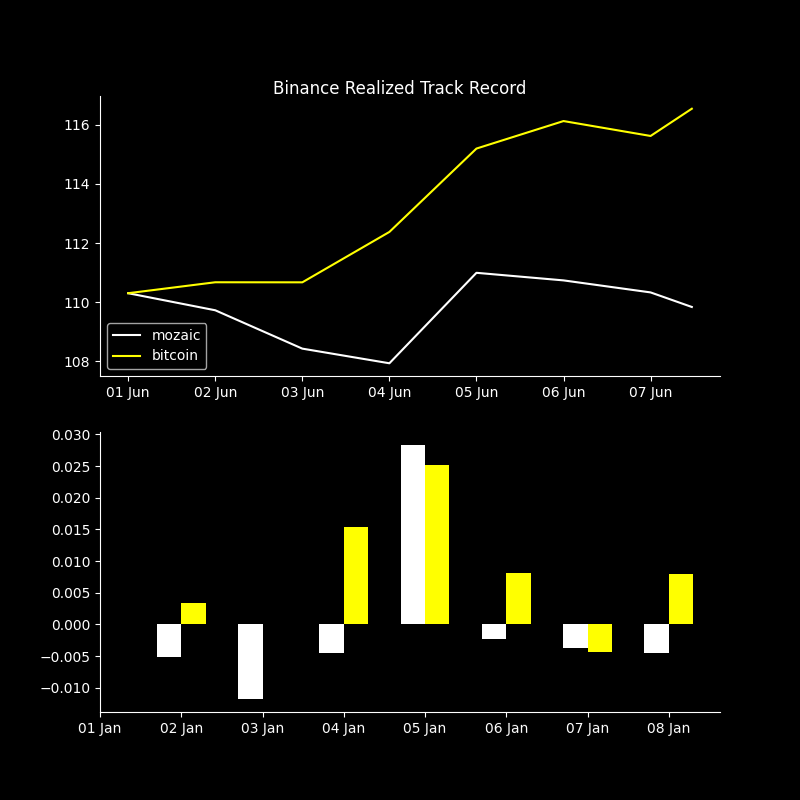 Binance Realized Track Record
116
114
112
110
108
mozaic
bitcoin
01 Jun 02 Jun 03 Jun 04 Jun 05 Jun 06 Jun 07 Jun
0.030
0.025
0.020
0.015
0.010
0.005
0.000
−0.005
−0.010
01 Jan 02 Jan 03 Jan 04 Jan 05 Jan 06 Jan 07 Jan 08 Jan